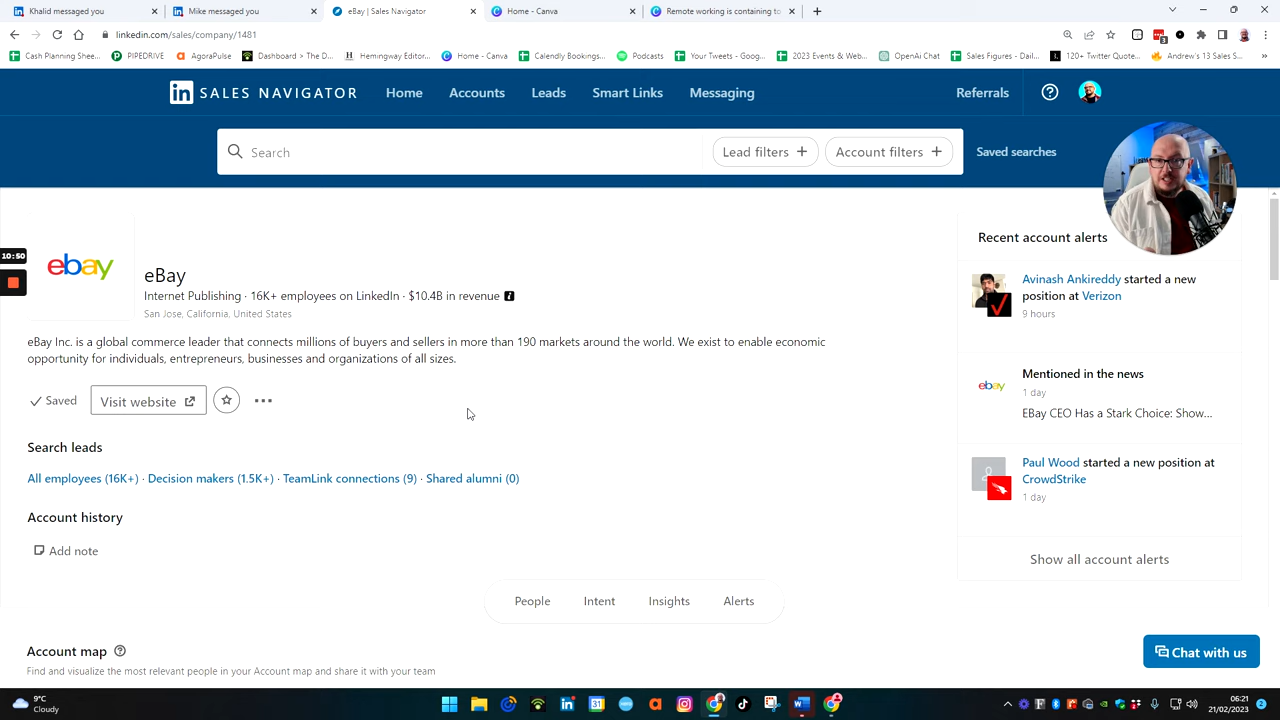 Khalid messaged you
Mike messaged you
eBay | Sales Navigator
Home - Canva
Remote working is containing to
linkedin.com/sales/company/1481
Cash Planning Shee...
PIPEDRIVE
AgoraPulse
Dashboard > The D...
Hemingway Editor...
Home - Canva
Calendly Bookings...
Podcasts
Your Tweets - Goog...
2023 Events & Web...
OpenAi Chat
Sales Figures - Dail...
120+ Twitter Quote...
Andrew's 13 Sales S...
in SALES NAVIGATOR
Home
Accounts
Leads
Smart Links
Messaging
Referrals
Search
Lead filters +
Account filters +
Saved searches
10:50
ebay
eBay
Internet Publishing · 16K+ employees on LinkedIn · $10.4B in revenue
San Jose, California, United States
eBay Inc. is a global commerce leader that connects millions of buyers and sellers in more than 190 markets around the world. We exist to enable economic
opportunity for individuals, entrepreneurs, businesses and organizations of all sizes.
Saved
Visit website
Search leads
All employees (16K+) · Decision makers (1.5K+) · TeamLink connections (9) · Shared alumni (0)
Account history
Add note
People
Intent
Insights
Alerts
Account map
Find and visualize the most relevant people in your Account map and share it with your team
Recent account alerts
Avinash Ankireddy started a new
position at Verizon
9 hours
ebay
Mentioned in the news
1 day
EBay CEO Has a Stark Choice: Show...
Paul Wood started a new position at
CrowdStrike
1 day
Show all account alerts
Chat with us
9°C
Cloudy
06:21
21/02/2023